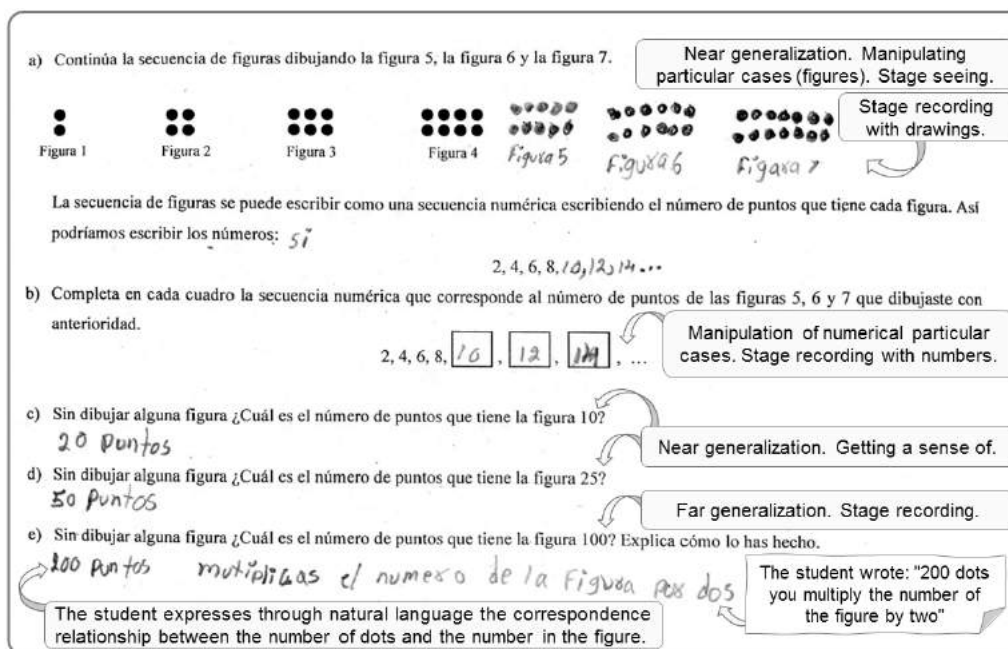 a) Continúa la secuencia de figuras dibujando la figura 5, la figura 6 y la figura 7.
Near generalization. Manipulating
particular cases (figures). Stage seeing.
Stage recording
with drawings.
Figura 1 Figura 2 Figura 3 Figura 4 Figura 5 Figura 6 Figara 7
La secuencia de figuras se puede escribir como una secuencia numérica escribiendo el número de puntos que tiene cada figura. Así
podríamos escribir los números: si
2, 4, 6, 8, 10, 12, 14...
b) Completa en cada cuadro la secuencia numérica que corresponde al número de puntos de las figuras 5, 6 y 7 que dibujaste con
anterioridad.
2, 4, 6, 8, 10, 12, 14, ...
Manipulation of numerical particular
cases. Stage recording with numbers.
c) Sin dibujar alguna figura ¿Cuál es el número de puntos que tiene la figura 10?
20 puntos
Near generalization. Getting a sense of.
d) Sin dibujar alguna figura ¿Cuál es el número de puntos que tiene la figura 25?
50 puntos
Far generalization. Stage recording.
e) Sin dibujar alguna figura ¿Cuál es el número de puntos que tiene la figura 100? Explica cómo lo has hecho.
200 puntos mutiplicas el numero de la Figura por dos
The student wrote: "200 dots
you multiply the number of
the figure by two"
The student expresses through natural language the correspondence
relationship between the number of dots and the number in the figure.